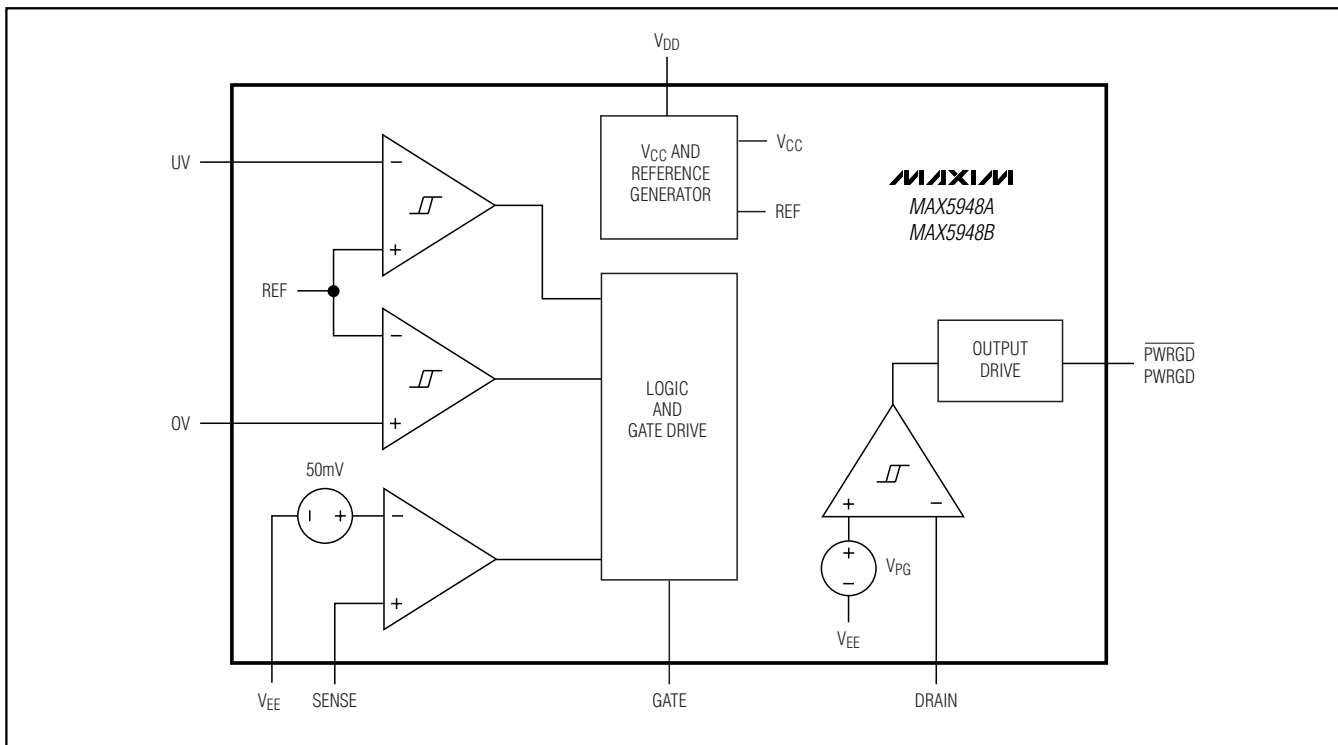 VDD
UV
−
+
REF
−
+
OV
50mV
− +
−
+
VEE
SENSE
VCC AND
REFERENCE
GENERATOR
VCC
REF
LOGIC
AND
GATE DRIVE
GATE
MAXIM
MAX5948A
MAX5948B
OUTPUT
DRIVE
PWRGD
PWRGD
+ −
+
−
VPG
VEE
DRAIN